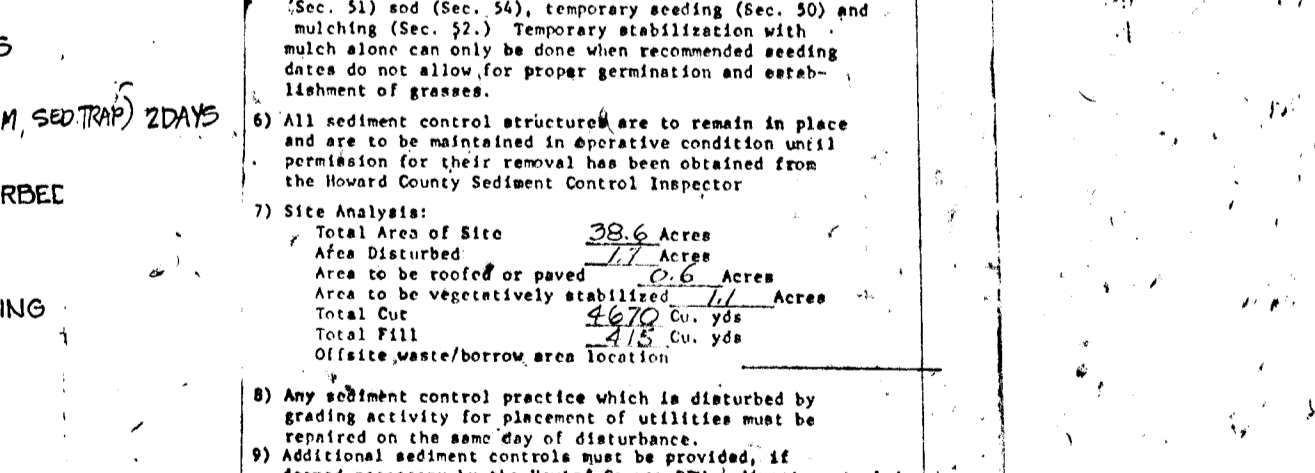 (Sec. 51) sod (Sec. 54), temporary seeding (Sec. 50) and
mulching (Sec. 52.) Temporary stabilization with
mulch alone can only be done when recommended seeding
dates do not allow for proper germination and estab-
lishment of grasses.
M, SED.TRAP) 2DAYS
6) All sediment control structures are to remain in place
and are to be maintained in operative condition until
permission for their removal has been obtained from
the Howard County Sediment Control Inspector
RBED
7) Site Analysis:
Total Area of Site 38.6 Acres
Area Disturbed 1.7 Acres
Area to be roofed or paved 0.6 Acres
Area to be vegetatively stabilized 1.1 Acres
ING
Total Cut 4670 Cu. yds
Total Fill 415 Cu. yds
Offsite waste/borrow area location
8) Any sediment control practice which is disturbed by
grading activity for placement of utilities must be
repaired on the same day of disturbance.
9) Additional sediment controls must be provided, if